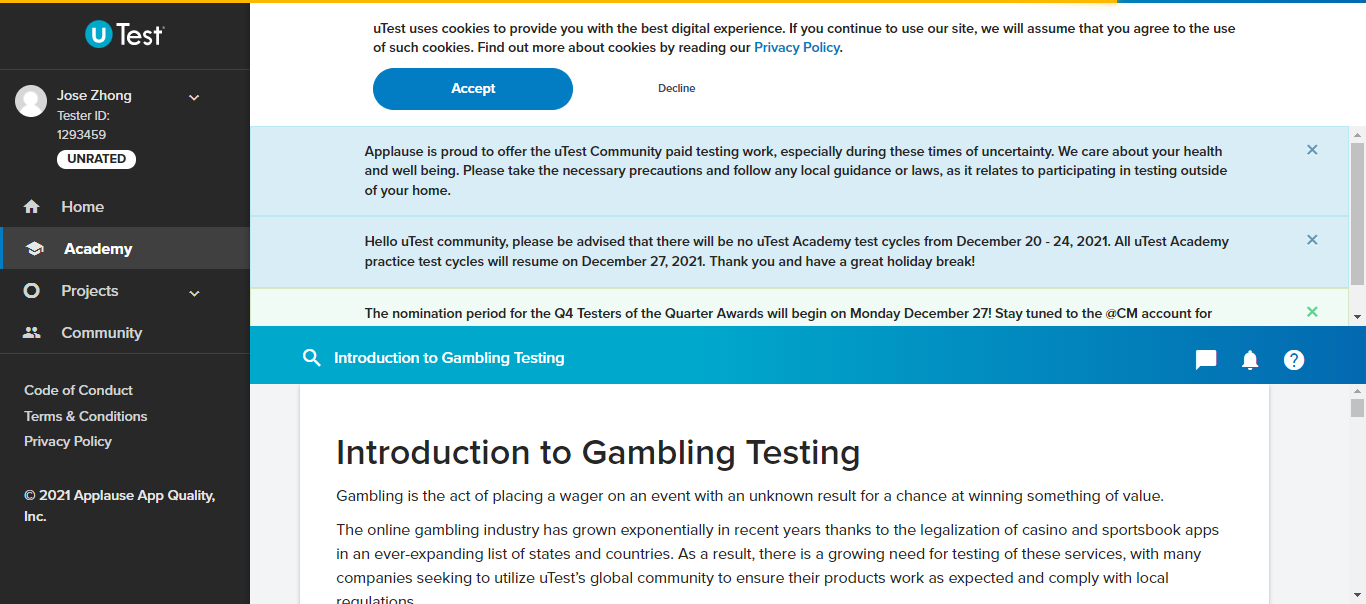 uTest
Jose Zhong
Tester ID:
1293459
UNRATED
Home
Academy
Projects
Community
Code of Conduct
Terms & Conditions
Privacy Policy
© 2021 Applause App Quality,
Inc.
uTest uses cookies to provide you with the best digital experience. If you continue to use our site, we will assume that you agree to the use
of such cookies. Find out more about cookies by reading our Privacy Policy.
Accept
Decline
Applause is proud to offer the uTest Community paid testing work, especially during these times of uncertainty. We care about your health
and well being. Please take the necessary precautions and follow any local guidance or laws, as it relates to participating in testing outside
of your home.
Hello uTest community, please be advised that there will be no uTest Academy test cycles from December 20 - 24, 2021. All uTest Academy
practice test cycles will resume on December 27, 2021. Thank you and have a great holiday break!
The nomination period for the Q4 Testers of the Quarter Awards will begin on Monday December 27! Stay tuned to the @CM account for
Introduction to Gambling Testing
Introduction to Gambling Testing
Gambling is the act of placing a wager on an event with an unknown result for a chance at winning something of value.
The online gambling industry has grown exponentially in recent years thanks to the legalization of casino and sportsbook apps
in an ever-expanding list of states and countries. As a result, there is a growing need for testing of these services, with many
companies seeking to utilize uTest's global community to ensure their products work as expected and comply with local
regulations.